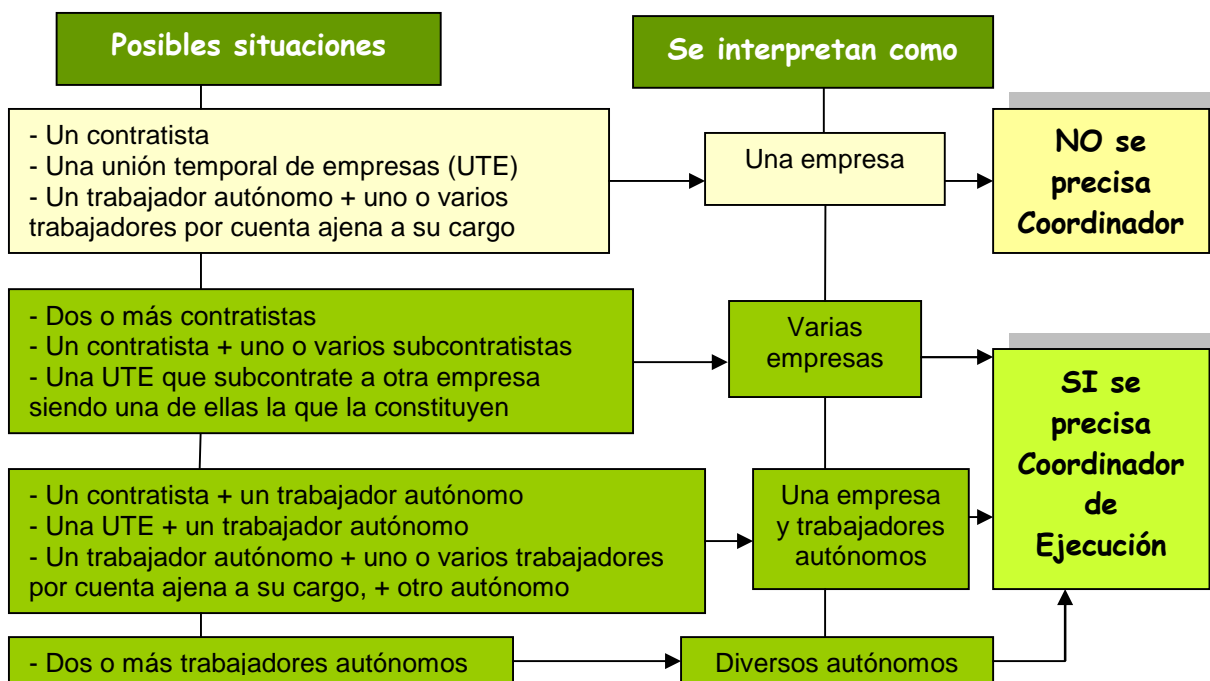 Posibles situaciones
Se interpretan como
- Un contratista
- Una unión temporal de empresas (UTE)
- Un trabajador autónomo + uno o varios
trabajadores por cuenta ajena a su cargo
Una empresa
NO se
precisa
Coordinador
- Dos o más contratistas
- Un contratista + uno o varios subcontratistas
- Una UTE que subcontrate a otra empresa
siendo una de ellas la que la constituyen
Varias
empresas
SI se
precisa
Coordinador
de
Ejecución
- Un contratista + un trabajador autónomo
- Una UTE + un trabajador autónomo
- Un trabajador autónomo + uno o varios trabajadores
por cuenta ajena a su cargo, + otro autónomo
Una empresa
y trabajadores
autónomos
- Dos o más trabajadores autónomos
Diversos autónomos